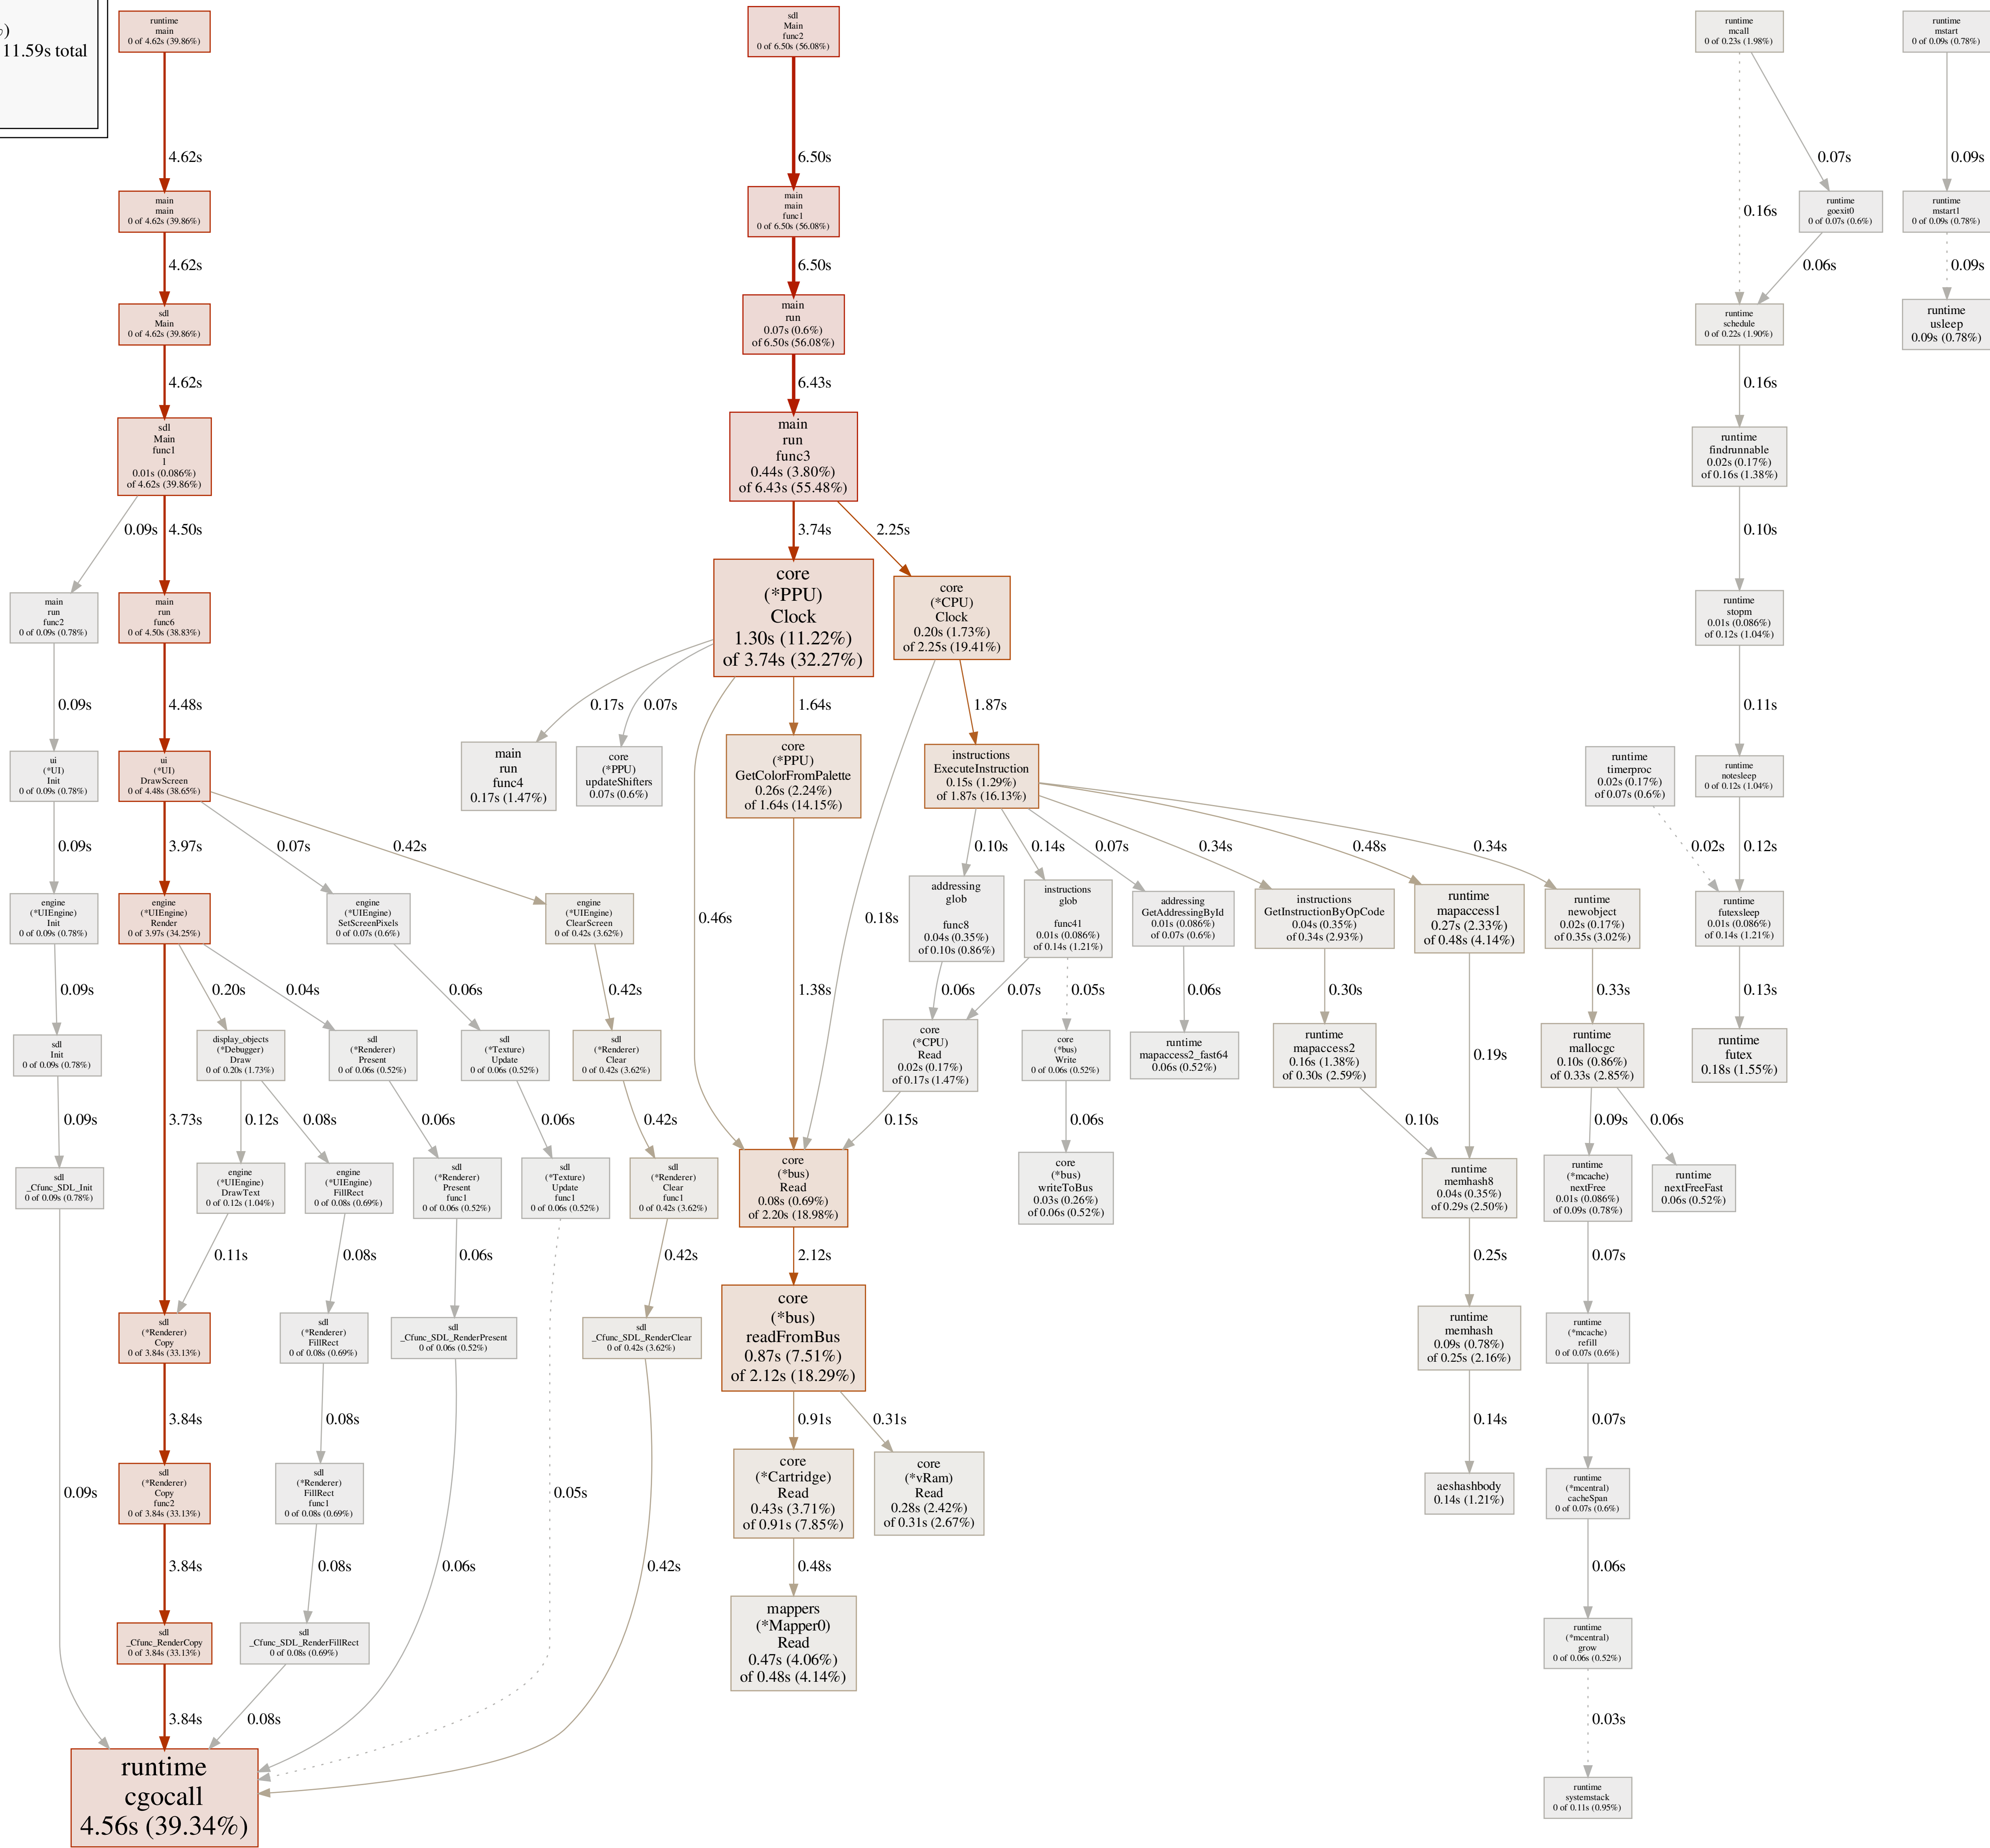 %)
11.59s total
runtime
main
0 of 4.62s (39.86%)
sdl
Main
func2
0 of 6.50s (56.08%)
runtime
mcall
0 of 0.23s (1.98%)
runtime
mstart
0 of 0.09s (0.78%)
4.62s
6.50s
0.07s
0.09s
main
main
0 of 4.62s (39.86%)
main
main
func1
0 of 6.50s (56.08%)
0.16s
runtime
goexit0
0 of 0.07s (0.6%)
runtime
mstart1
0 of 0.09s (0.78%)
4.62s
6.50s
0.06s
0.09s
sdl
Main
0 of 4.62s (39.86%)
main
run
0.07s (0.6%)
of 6.50s (56.08%)
runtime
schedule
0 of 0.22s (1.90%)
runtime
usleep
0.09s (0.78%)
4.62s
6.43s
0.16s
sdl
Main
func1
1
0.01s (0.086%)
of 4.62s (39.86%)
main
run
func3
0.44s (3.80%)
of 6.43s (55.48%)
runtime
findrunnable
0.02s (0.17%)
of 0.16s (1.38%)
0.09s
4.50s
3.74s
2.25s
0.10s
main
run
func2
0 of 0.09s (0.78%)
main
run
func6
0 of 4.50s (38.83%)
core
(*PPU)
Clock
1.30s (11.22%)
of 3.74s (32.27%)
core
(*CPU)
Clock
0.20s (1.73%)
of 2.25s (19.41%)
runtime
stopm
0.01s (0.086%)
of 0.12s (1.04%)
0.09s
4.48s
0.17s
0.07s
1.64s
1.87s
0.11s
ui
(*UI)
Init
0 of 0.09s (0.78%)
ui
(*UI)
DrawScreen
0 of 4.48s (38.65%)
main
run
func4
0.17s (1.47%)
core
(*PPU)
updateShifters
0.07s (0.6%)
core
(*PPU)
GetColorFromPalette
0.26s (2.24%)
of 1.64s (14.15%)
instructions
ExecuteInstruction
0.15s (1.29%)
of 1.87s (16.13%)
runtime
timerproc
0.02s (0.17%)
of 0.07s (0.6%)
runtime
notesleep
0 of 0.12s (1.04%)
0.09s
3.97s
0.07s
0.42s
0.10s
0.14s
0.07s
0.34s
0.48s
0.34s
0.02s
0.12s
engine
(*UIEngine)
Init
0 of 0.09s (0.78%)
engine
(*UIEngine)
Render
0 of 3.97s (34.25%)
engine
(*UIEngine)
SetScreenPixels
0 of 0.07s (0.6%)
engine
(*UIEngine)
ClearScreen
0 of 0.42s (3.62%)
0.46s
0.18s
addressing
glob
func8
0.04s (0.35%)
of 0.10s (0.86%)
instructions
glob
func41
0.01s (0.086%)
of 0.14s (1.21%)
addressing
GetAddressingById
0.01s (0.086%)
of 0.07s (0.6%)
instructions
GetInstructionByOpCode
0.04s (0.35%)
of 0.34s (2.93%)
runtime
mapaccess1
0.27s (2.33%)
of 0.48s (4.14%)
runtime
newobject
0.02s (0.17%)
of 0.35s (3.02%)
runtime
futexsleep
0.01s (0.086%)
of 0.14s (1.21%)
0.09s
0.20s
0.04s
0.06s
0.42s
1.38s
0.06s
0.07s
0.05s
0.06s
0.30s
0.33s
0.13s
sdl
Init
0 of 0.09s (0.78%)
display_objects
(*Debugger)
Draw
0 of 0.20s (1.73%)
sdl
(*Renderer)
Present
0 of 0.06s (0.52%)
sdl
(*Texture)
Update
0 of 0.06s (0.52%)
sdl
(*Renderer)
Clear
0 of 0.42s (3.62%)
core
(*CPU)
Read
0.02s (0.17%)
of 0.17s (1.47%)
core
(*bus)
Write
0 of 0.06s (0.52%)
runtime
mapaccess2_fast64
0.06s (0.52%)
runtime
mapaccess2
0.16s (1.38%)
of 0.30s (2.59%)
0.19s
runtime
mallocgc
0.10s (0.86%)
of 0.33s (2.85%)
runtime
futex
0.18s (1.55%)
0.09s
3.73s
0.12s
0.08s
0.06s
0.06s
0.42s
0.15s
0.06s
0.10s
0.09s
0.06s
sdl
_Cfunc_SDL_Init
0 of 0.09s (0.78%)
engine
(*UIEngine)
DrawText
0 of 0.12s (1.04%)
engine
(*UIEngine)
FillRect
0 of 0.08s (0.69%)
sdl
(*Renderer)
Present
func1
0 of 0.06s (0.52%)
sdl
(*Texture)
Update
func1
0 of 0.06s (0.52%)
sdl
(*Renderer)
Clear
func1
0 of 0.42s (3.62%)
core
(*bus)
Read
0.08s (0.69%)
of 2.20s (18.98%)
core
(*bus)
writeToBus
0.03s (0.26%)
of 0.06s (0.52%)
runtime
memhash8
0.04s (0.35%)
of 0.29s (2.50%)
runtime
(*mcache)
nextFree
0.01s (0.086%)
of 0.09s (0.78%)
runtime
nextFreeFast
0.06s (0.52%)
0.11s
0.08s
0.06s
0.42s
2.12s
0.25s
0.07s
sdl
(*Renderer)
Copy
0 of 3.84s (33.13%)
sdl
(*Renderer)
FillRect
0 of 0.08s (0.69%)
sdl
_Cfunc_SDL_RenderPresent
0 of 0.06s (0.52%)
sdl
_Cfunc_SDL_RenderClear
0 of 0.42s (3.62%)
core
(*bus)
readFromBus
0.87s (7.51%)
of 2.12s (18.29%)
runtime
memhash
0.09s (0.78%)
of 0.25s (2.16%)
runtime
(*mcache)
refill
0 of 0.07s (0.6%)
3.84s
0.08s
0.91s
0.31s
0.14s
0.07s
0.09s
sdl
(*Renderer)
Copy
func2
0 of 3.84s (33.13%)
sdl
(*Renderer)
FillRect
func1
0 of 0.08s (0.69%)
0.05s
core
(*Cartridge)
Read
0.43s (3.71%)
of 0.91s (7.85%)
core
(*vRam)
Read
0.28s (2.42%)
of 0.31s (2.67%)
aeshashbody
0.14s (1.21%)
runtime
(*mcentral)
cacheSpan
0 of 0.07s (0.6%)
3.84s
0.08s
0.06s
0.42s
0.48s
0.06s
sdl
_Cfunc_RenderCopy
0 of 3.84s (33.13%)
sdl
_Cfunc_SDL_RenderFillRect
0 of 0.08s (0.69%)
mappers
(*Mapper0)
Read
0.47s (4.06%)
of 0.48s (4.14%)
runtime
(*mcentral)
grow
0 of 0.06s (0.52%)
3.84s
0.08s
0.03s
runtime
cgocall
4.56s (39.34%)
runtime
systemstack
0 of 0.11s (0.95%)